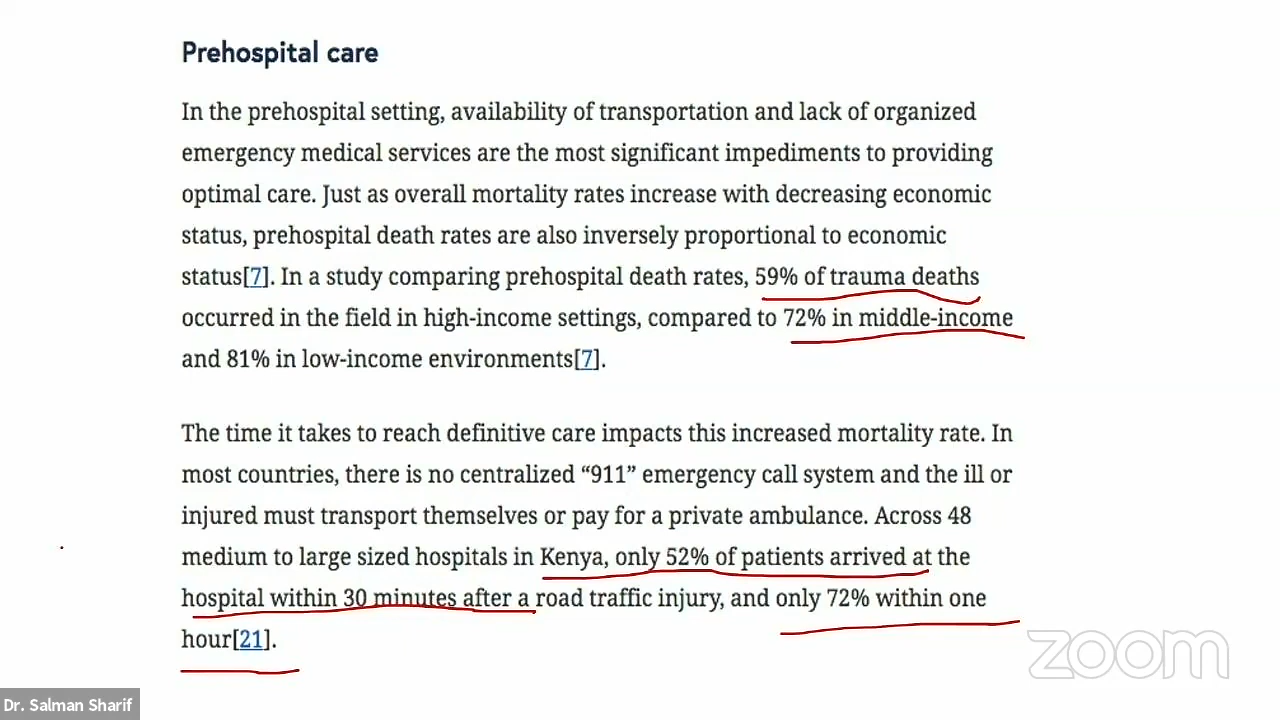 Prehospital care
In the prehospital setting, availability of transportation and lack of organized
emergency medical services are the most significant impediments to providing
optimal care. Just as overall mortality rates increase with decreasing economic
status, prehospital death rates are also inversely proportional to economic
status[7]. In a study comparing prehospital death rates, 59% of trauma deaths
occurred in the field in high-income settings, compared to 72% in middle-income
and 81% in low-income environments[7].
The time it takes to reach definitive care impacts this increased mortality rate. In
most countries, there is no centralized “911” emergency call system and the ill or
injured must transport themselves or pay for a private ambulance. Across 48
medium to large sized hospitals in Kenya, only 52% of patients arrived at the
hospital within 30 minutes after a road traffic injury, and only 72% within one
hour[21].
zoom
Dr. Salman Sharif